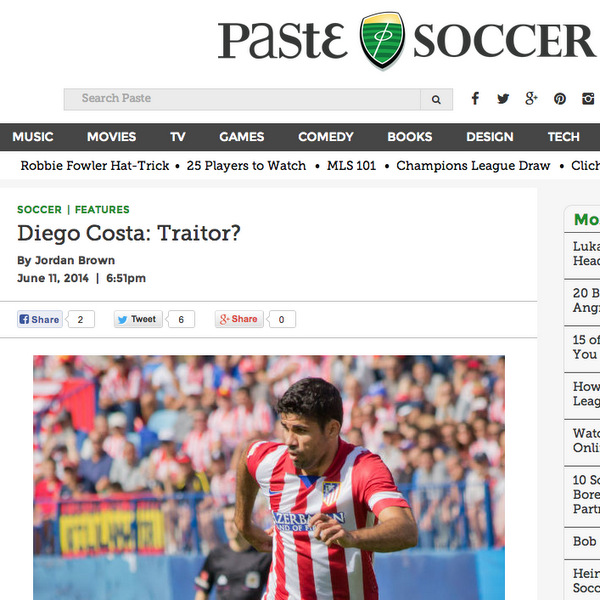 Paste SOCCER
Search Paste
MUSIC MOVIES TV GAMES COMEDY BOOKS DESIGN TECH
Robbie Fowler Hat-Trick • 25 Players to Watch • MLS 101 • Champions League Draw • Clic
SOCCER | FEATURES
Diego Costa: Traitor?
By Jordan Brown
June 11, 2014 | 6:51pm
Share 2 Tweet 6 Share 0
AZERBAIJAN
LAND OF FIRE
Mo
Luka
Head
20 B
Angr
15 of
You
How
Leag
Watc
Onli
10 So
Bore
Partn
Bob
Hein
Socc